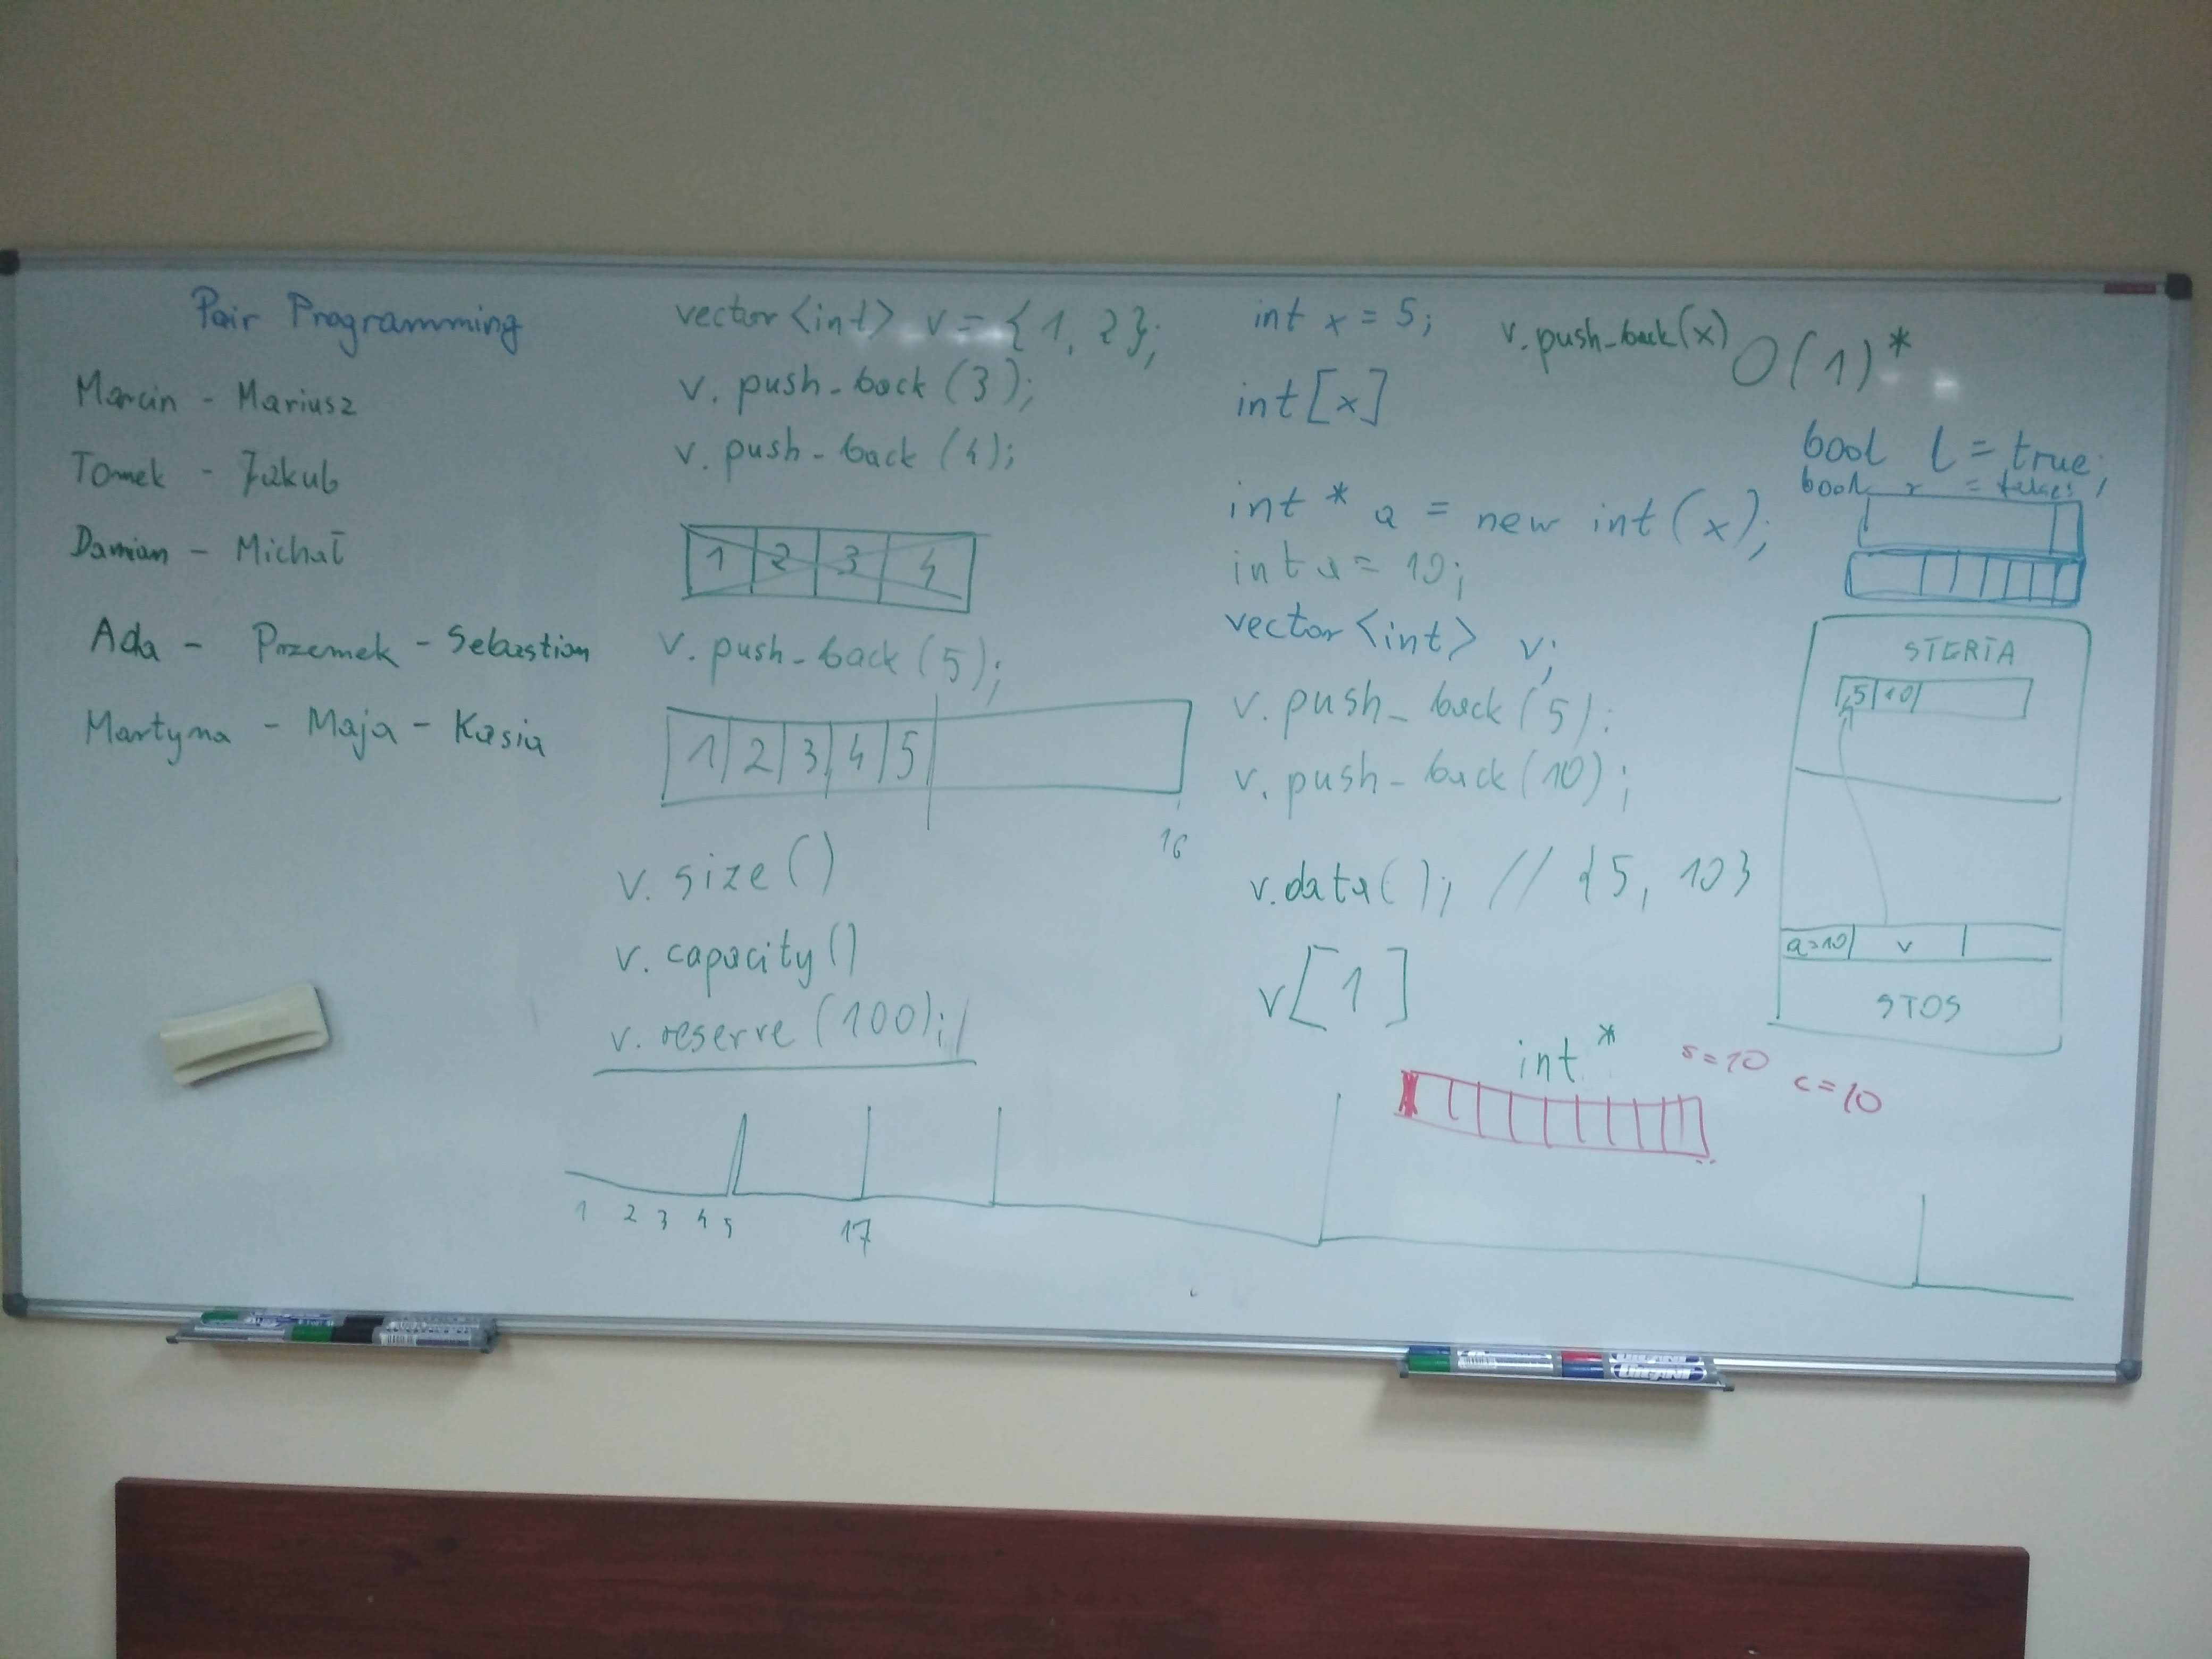 Pair Programming
Marcin - Mariusz
Tomek - Jakub
Damian - Michał
Ada - Przemek - Sebastian
Martyna - Maja - Kasia
vector <int> v = {1, 2};
v. push_back (3);
v. push_back (4);
1 2 3 4
v. push_back (5);
1 2 3 4 5
16
v. size ()
v. capacity ()
v. reserve (100);
1 2 3 4 5 17
int x = 5;
int [x]
int * a = new int (x);
int a = 10;
vector <int> v;
v. push_back (5);
v. push_back (10);
v. data (); // {5, 10}
v [1]
int *
s = 10 c = 10
v. push_back (x) O(1)*
bool l = true;
bool r = false;
STERTA
5 10
a=10 v
STOS